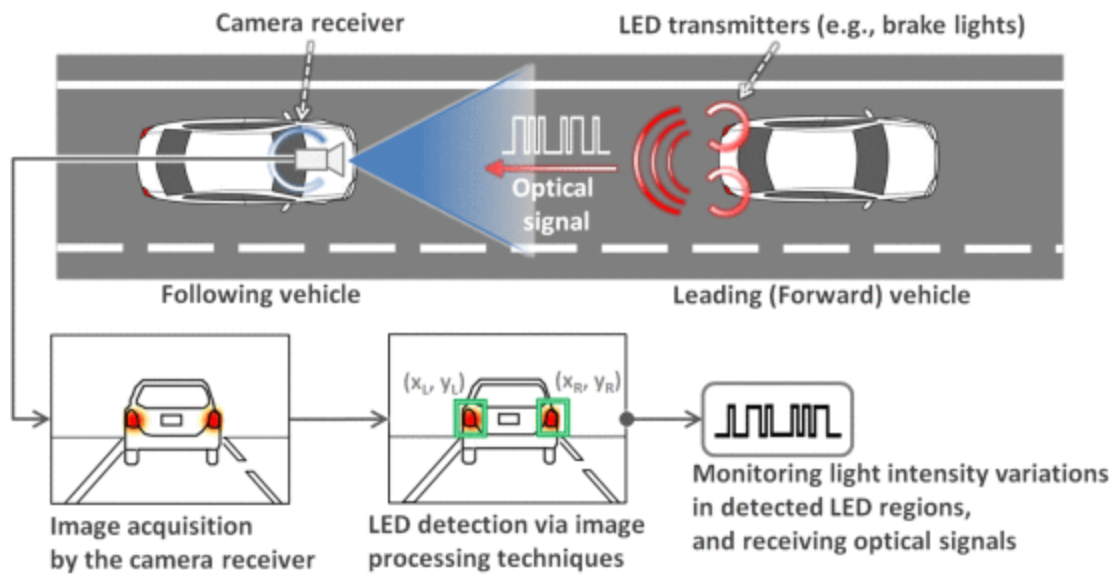 Camera receiver
LED transmitters (e.g., brake lights)
Optical
signal
Following vehicle
Leading (Forward) vehicle
(xL, yL)
(xR, yR)
Image acquisition
by the camera receiver
LED detection via image
processing techniques
Monitoring light intensity variations
in detected LED regions,
and receiving optical signals